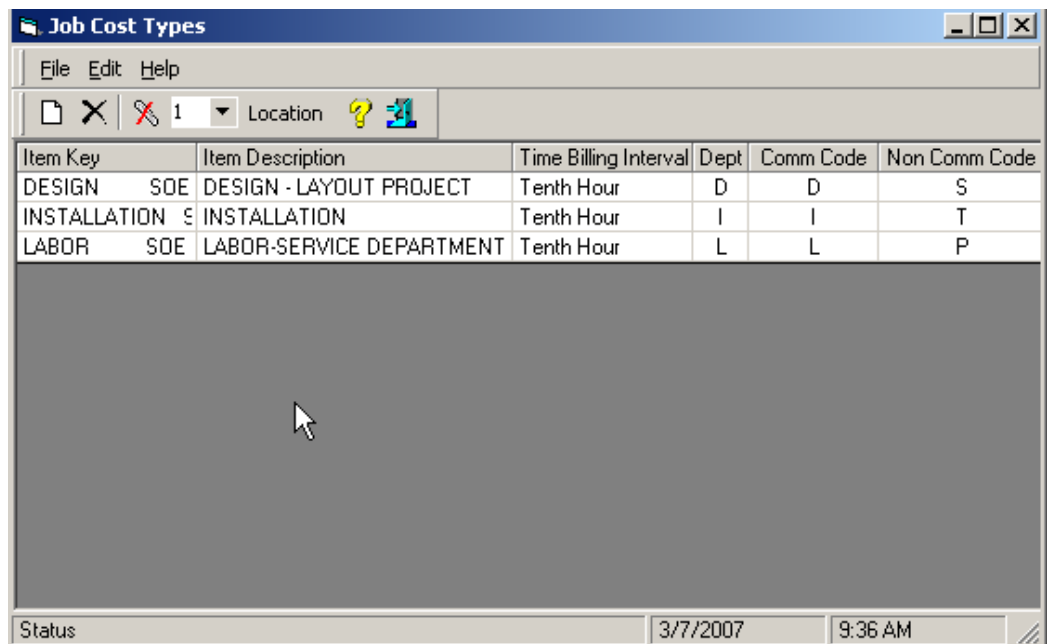 Job Cost Types
File Edit Help
1 Location
Item Key Item Description Time Billing Interval Dept Comm Code Non Comm Code
DESIGN SOE DESIGN - LAYOUT PROJECT Tenth Hour D D S
INSTALLATION S INSTALLATION Tenth Hour I I T
LABOR SOE LABOR-SERVICE DEPARTMENT Tenth Hour L L P
Status 3/7/2007 9:36 AM